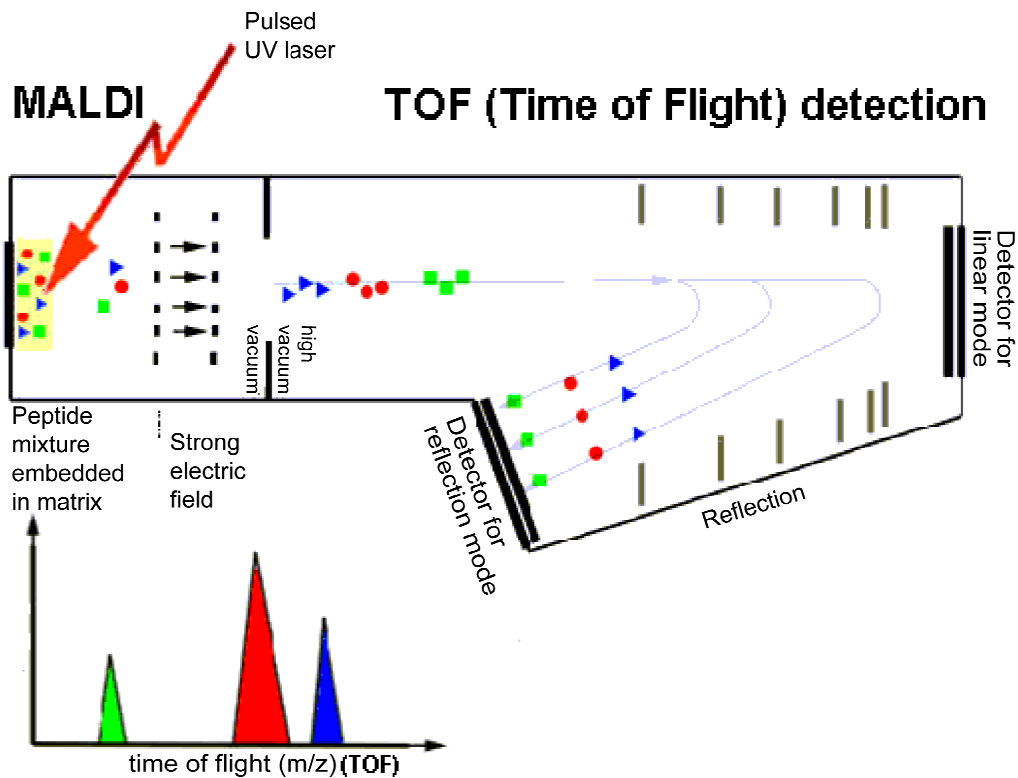 Pulsed
UV laser
MALDI
TOF (Time of Flight) detection
Detector for
linear mode
vacuum
high
vacuum
Peptide
mixture
embedded
in matrix
Strong
electric
field
Detector for
reflection mode
Reflection
time of flight (m/z) (TOF)